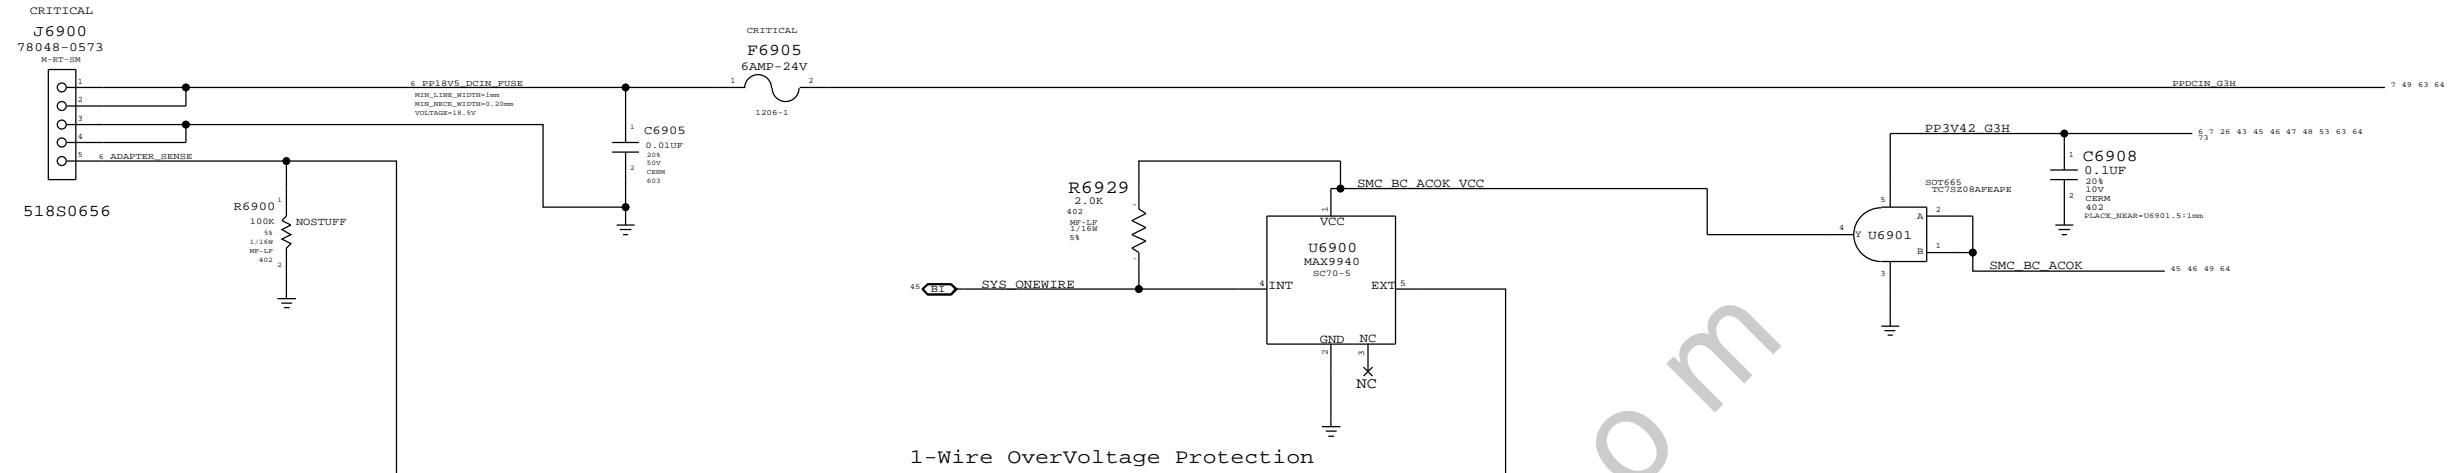 CRITICAL
J6900
78048-0573
M-RT-SM
1
2
3
4
5
518S0656
6 PP18V5_DCIN_FUSE
MIN_LINE_WIDTH=1mm
MIN_NECK_WIDTH=0.20mm
VOLTAGE=18.5V
6 ADAPTER_SENSE
R6900
100K
5%
1/16W
MF-LF
402
1
2
NOSTUFF
1
C6905
0.01UF
20%
50V
CERM
603
2
CRITICAL
F6905
6AMP-24V
1
2
1206-1
PPDCIN_G3H
7 49 63 64
R6929
2.0K
402
MF-LF
1/16W
5%
SMC_BC_ACOK_VCC
1
VCC
U6900
MAX9940
SC70-5
45 BI SYS_ONEWIRE
4 INT
EXT 5
GND NC
2
3
NC
1-Wire OverVoltage Protection
PP3V42_G3H
6 7 26 43 45 46 47 48 53 63 64
73
1
C6908
0.1UF
20%
10V
CERM
402
PLACE_NEAR=U6901.5:1mm
2
SOT665
TC7SZ08AFEAPE
5
A 2
4 Y U6901
B 1
3
SMC_BC_ACOK
45 46 49 64
o m